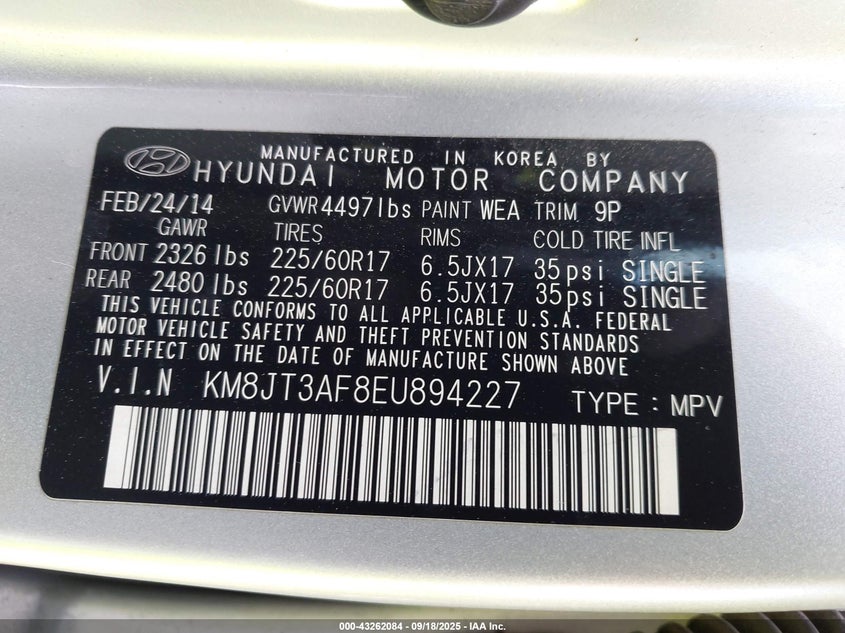 MANUFACTURED IN KOREA BY
HYUNDAI MOTOR COMPANY
FEB/24/14 GVWR 4497lbs PAINT WEA TRIM 9P
GAWR TIRES RIMS COLD TIRE INFL
FRONT 2326 lbs 225/60R17 6.5JX17 35psi SINGLE
REAR 2480 lbs 225/60R17 6.5JX17 35psi SINGLE
THIS VEHICLE CONFORMS TO ALL APPLICABLE U.S.A. FEDERAL
MOTOR VEHICLE SAFETY AND THEFT PREVENTION STANDARDS
IN EFFECT ON THE DATE OF MANUFACTURE SHOWN ABOVE
V.I.N KM8JT3AF8EU894227 TYPE : MPV
000-43262084 - 09/18/2025 - IAA Inc.